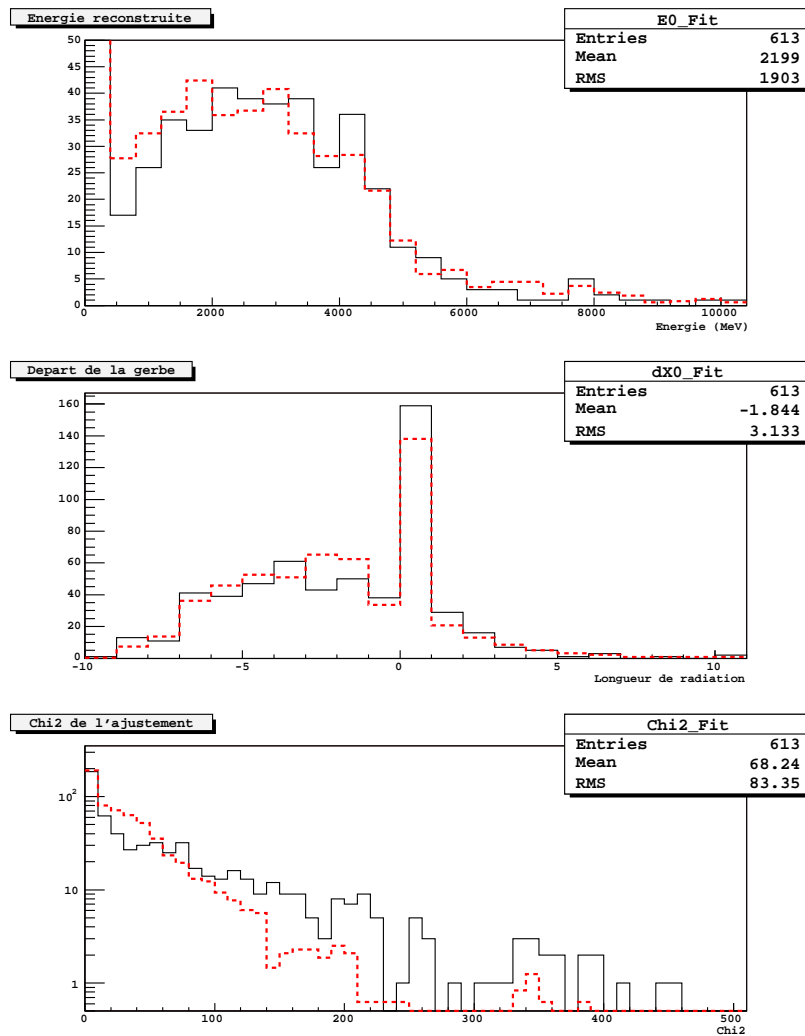 Energie reconstruite
E0_Fit
Entries 613
Mean 2199
RMS 1903
50
45
40
35
30
25
20
15
10
5
0
0 2000 4000 6000 8000 10000
Energie (MeV)
Depart de la gerbe
dX0_Fit
Entries 613
Mean -1.844
RMS 3.133
160
140
120
100
80
60
40
20
0
-10 -5 0 5 10
Longueur de radiation
Chi2 de l'ajustement
Chi2_Fit
Entries 613
Mean 68.24
RMS 83.35
10²
10
1
0 100 200 300 400 500
Chi2